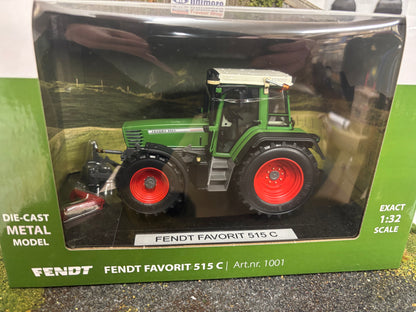 DIE-CAST
METAL
MODEL
EXACT
1:32
SCALE
FENDT FAVORIT 515 C
FENDT
FENDT FAVORIT 515 C | Art.nr. 1001